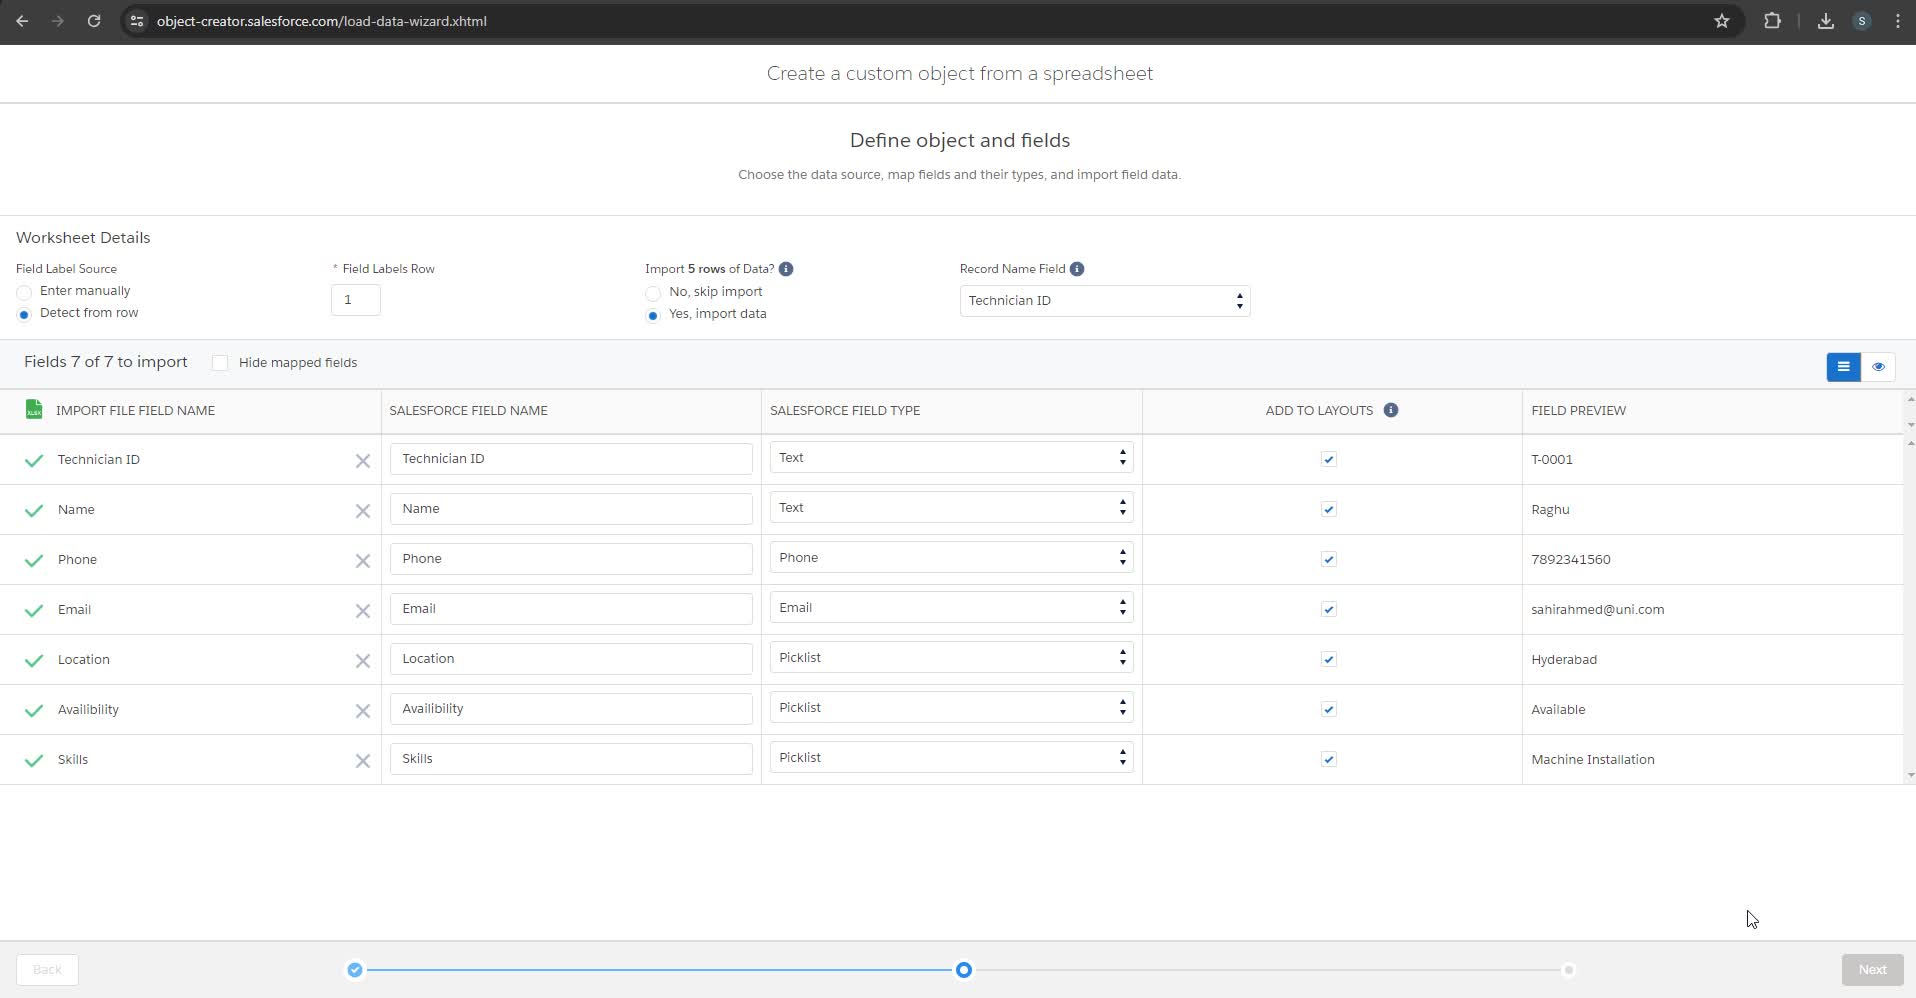 object-creator.salesforce.com/load-data-wizard.xhtml
S
Create a custom object from a spreadsheet
Define object and fields
Choose the data source, map fields and their types, and import field data.
Worksheet Details
Field Label Source
Enter manually
Detect from row
* Field Labels Row
1
Import 5 rows of Data?
No, skip import
Yes, import data
Record Name Field
Technician ID
Fields 7 of 7 to import
Hide mapped fields
XLSX IMPORT FILE FIELD NAME SALESFORCE FIELD NAME SALESFORCE FIELD TYPE ADD TO LAYOUTS FIELD PREVIEW
Technician ID Technician ID Text T-0001
Name Name Text Raghu
Phone Phone Phone 7892341560
Email Email Email sahirahmed@uni.com
Location Location Picklist Hyderabad
Availibility Availibility Picklist Available
Skills Skills Picklist Machine Installation
Back Next